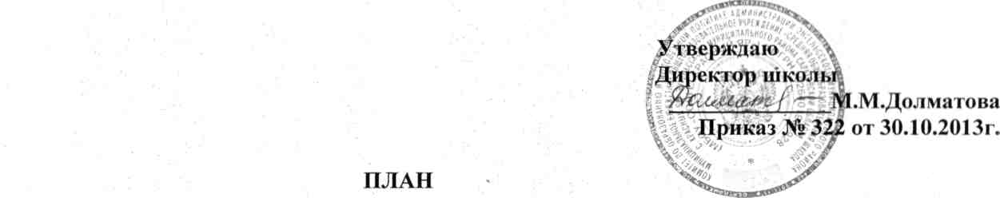 Утверждаю
Директор школы
М.М.Долматова
Приказ № 322 от 30.10.2013г.
ПЛАН